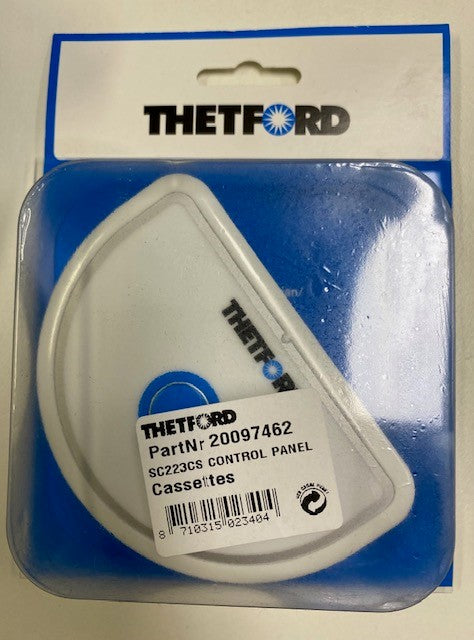 THETFORD
THETFORD
THETFORD
PartNr 20097462
SC223CS CONTROL PANEL
Cassettes
8 710315 023404